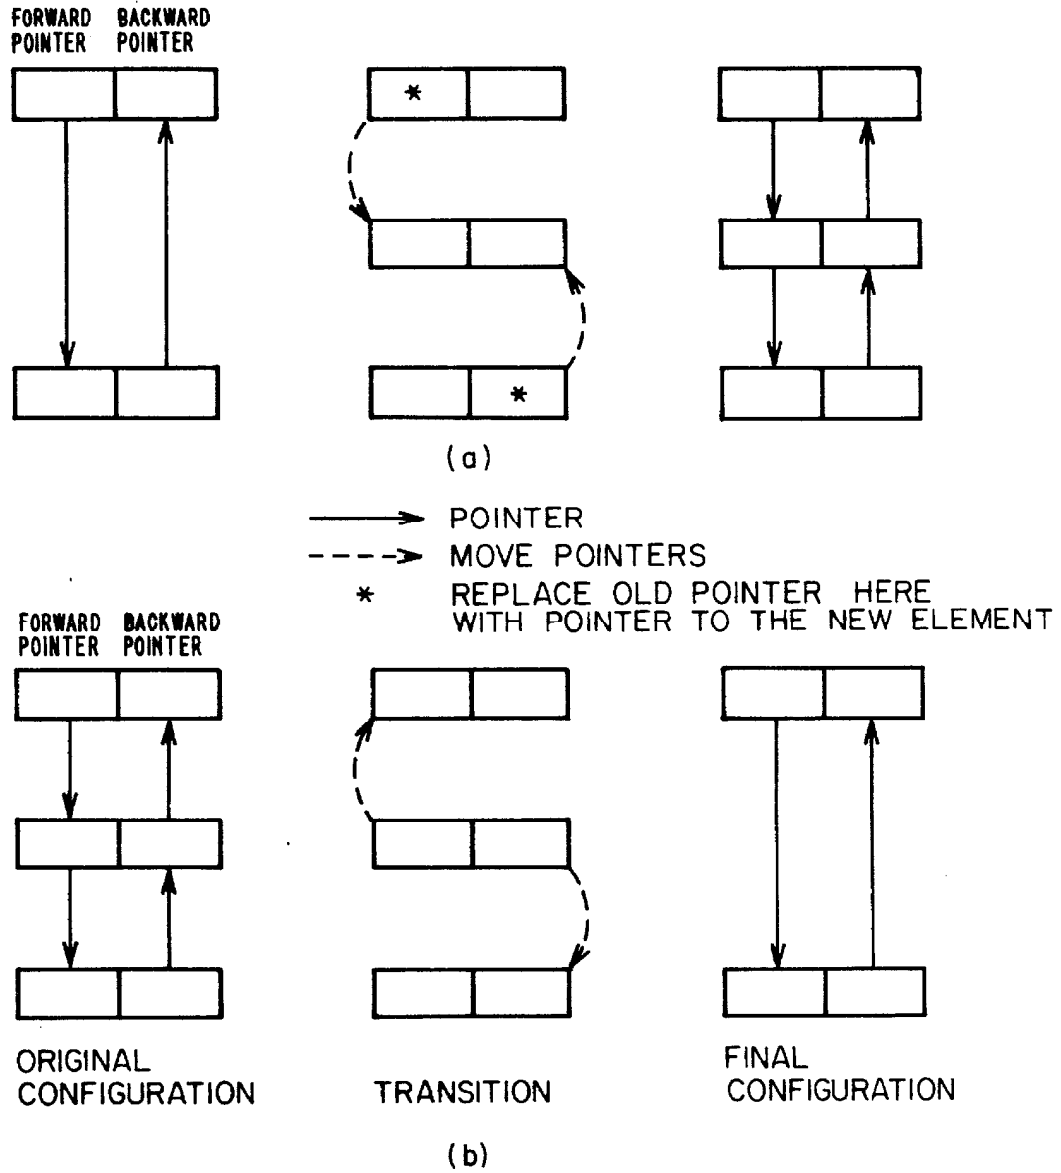 FORWARD BACKWARD
POINTER POINTER
*
*
(a)
POINTER
MOVE POINTERS
* REPLACE OLD POINTER HERE
WITH POINTER TO THE NEW ELEMENT
FORWARD BACKWARD
POINTER POINTER
ORIGINAL
CONFIGURATION
TRANSITION
FINAL
CONFIGURATION
(b)